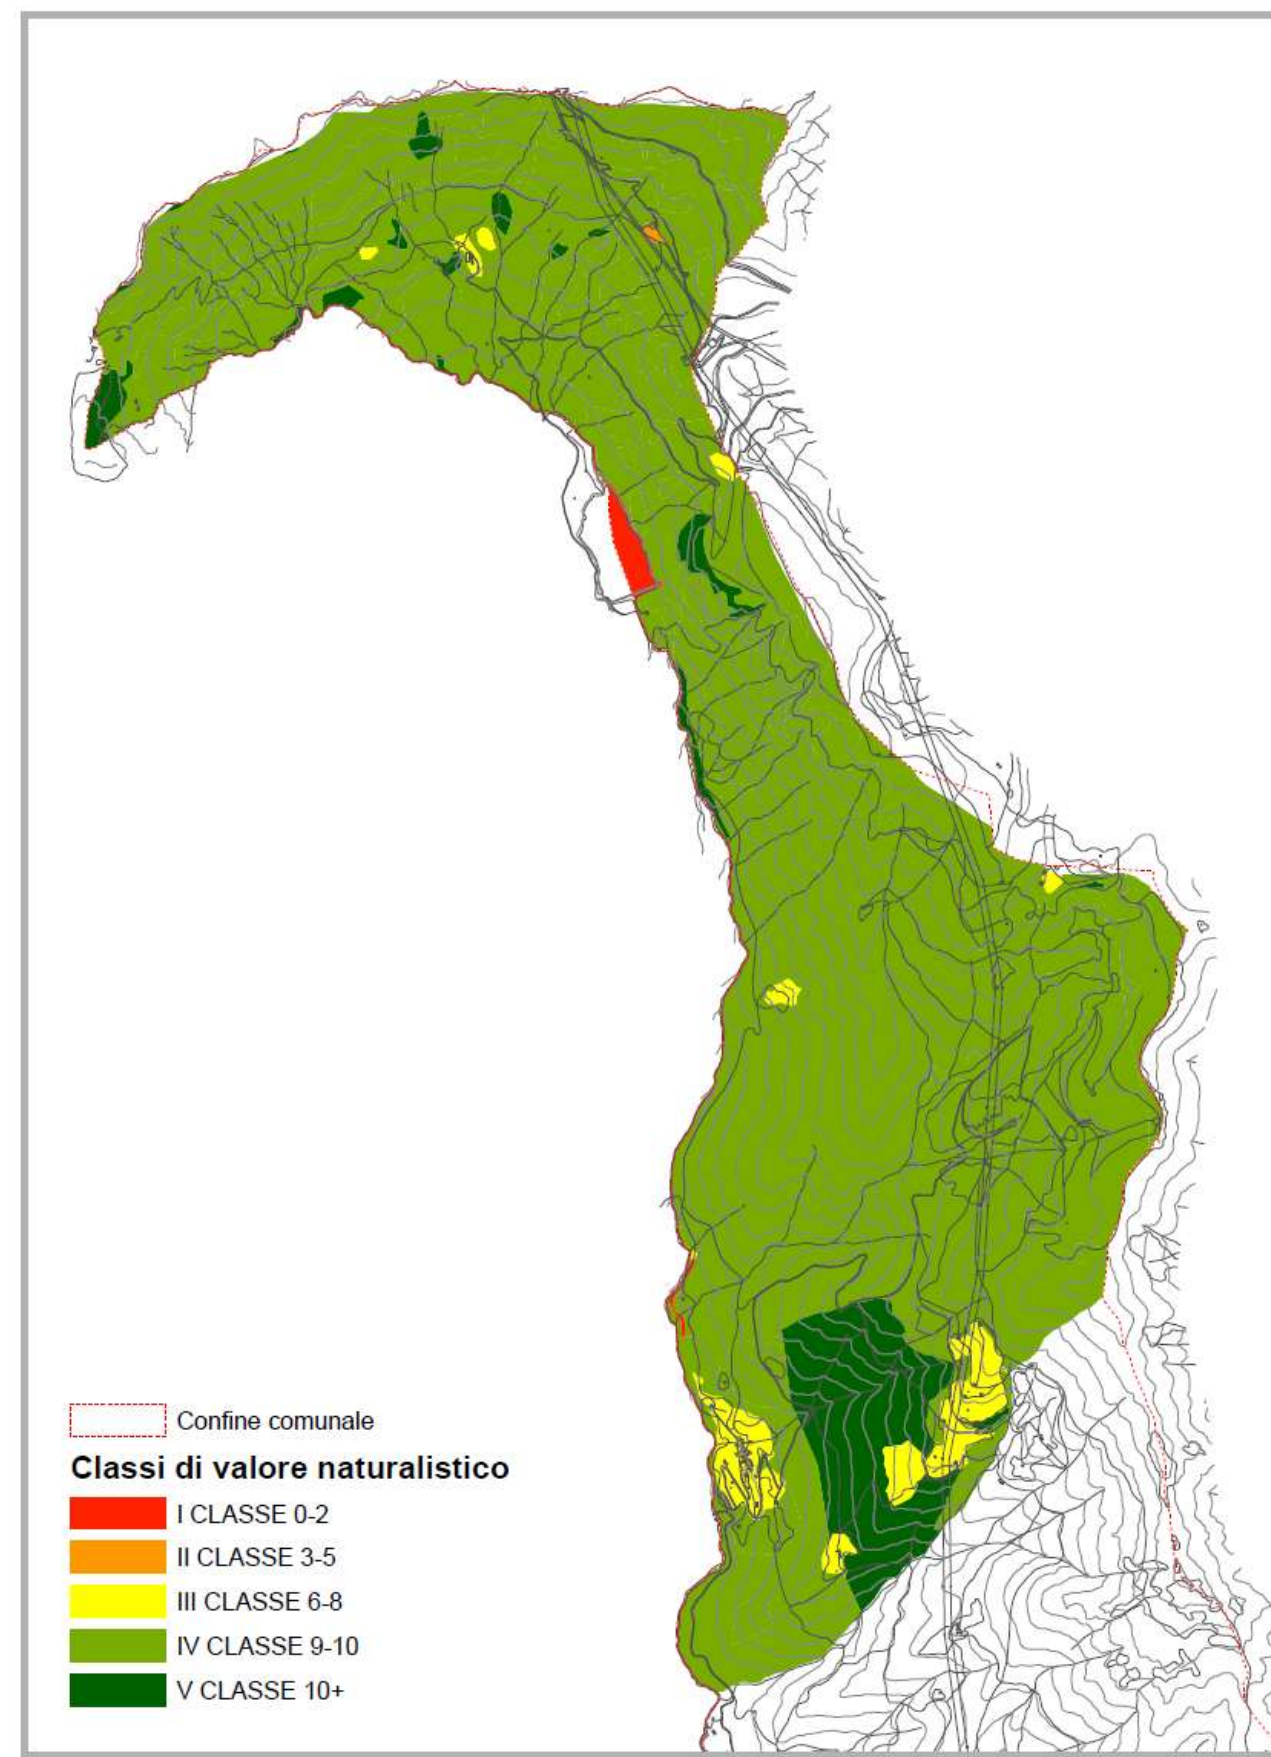 Confine comunale
Classi di valore naturalistico
I CLASSE 0-2
II CLASSE 3-5
III CLASSE 6-8
IV CLASSE 9-10
V CLASSE 10+